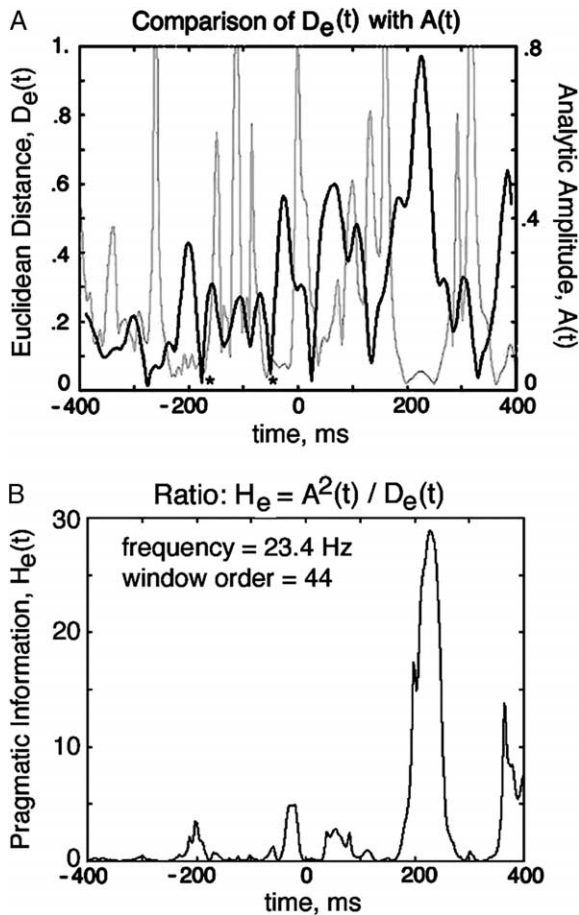 A
Comparison of De(t) with A(t)
Euclidean Distance, De(t)
1.
.8
.6
.4
.2
0
.8
.4
0
Analytic Amplitude, A(t)
* *
-400 -200 0 200 400
time, ms
B
Ratio: He = A²(t) / De(t)
Pragmatic Information, He(t)
30
20
10
0
frequency = 23.4 Hz
window order = 44
-400 -200 0 200 400
time, ms